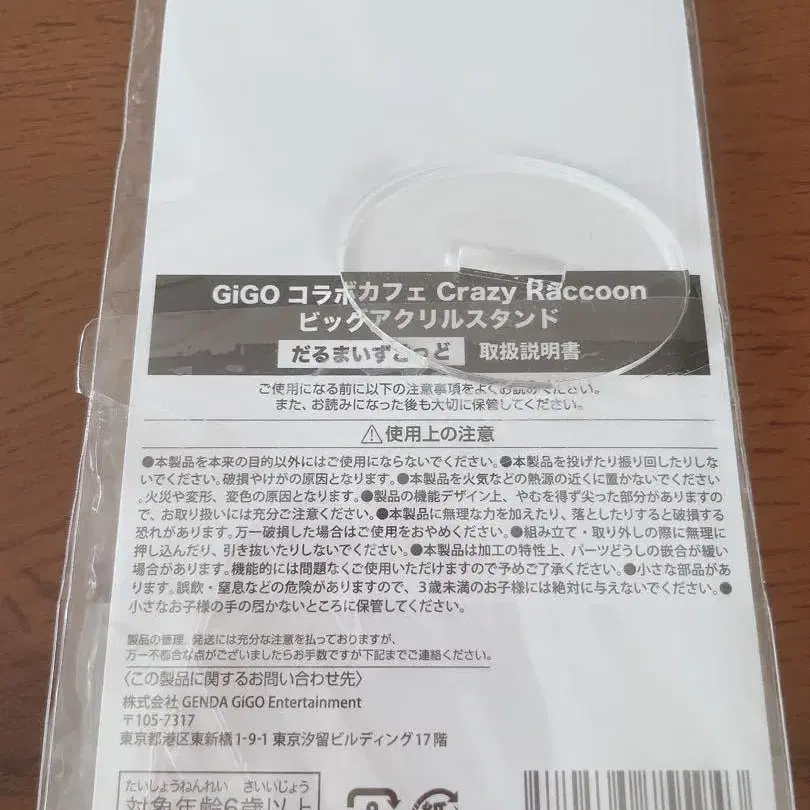 GiGO コラボカフェ Crazy Raccoon
ビッグアクリルスタンド
だるまいずごっど 取扱説明書
ご使用になる前に以下の注意事項をよくお読みください。
また、お読みになった後も大切に保管してください。
⚠使用上の注意
●本製品を本来の目的以外にはご使用にならないでください。●本製品を投げたり振り回したりしな
いでください。破損やけがの原因となります。●本製品を火気などの熱源の近くに置かないでください
。火災や変形、変色の原因となります。●製品の機能デザイン上、やむを得ず尖った部分がありますの
で、お取り扱いには充分ご注意ください。●本製品に無理な力を加えたり、落としたりすると破損する
恐れがあります。万一破損した場合はご使用をおやめください。●組み立て・取り外しの際に無理に
押し込んだり、引き抜いたりしないでください。●本製品は加工の特性上、パーツどうしの嵌合が緩い
場合があります。機能的には問題なくご使用いただけますので予めご了承ください。●小さな部品があ
ります。誤飲・窒息などの危険がありますので、3歳未満のお子様には絶対に与えないでください。●
小さなお子様の手の届かないところに保管してください。
製品の管理、発送には充分な注意を払っておりますが、
万一不都合な点がございましたらお手数ですが下記までご連絡ください。
〈この製品に関するお問い合わせ先〉
株式会社 GENDA GiGO Entertainment
〒105-7317
東京都港区東新橋1-9-1 東京汐留ビルディング17階
たいしょうねんれい さいいじょう
対象年齢6歳以上